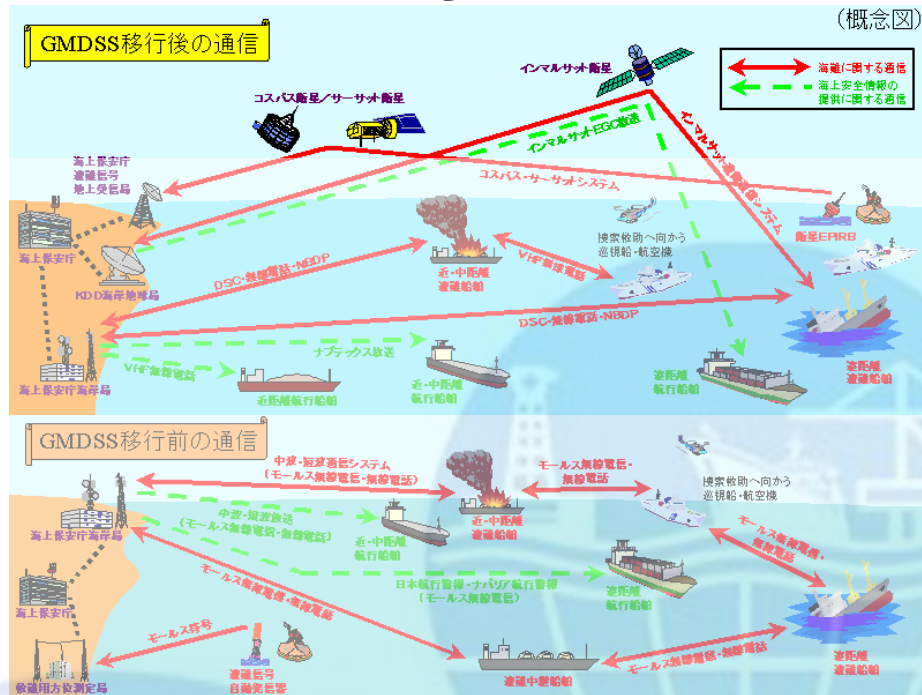 (概念図)
GMDSS移行後の通信
海難に関する通信
海上安全情報の
提供に関する通信
インマルサット衛星
コスパス衛星/サーサット衛星
インマルサットEGC放送
海上保安庁
遭難信号
地上受信局
コスパス・サーサットシステム
衛星EPIRB
捜索救助へ向かう
巡視船・航空機
海上保安庁
KDD海岸地球局
DSC・無線電話・NBDP
近・中距離
遭難船舶
VHF無線電話
DSC・無線電話・NBDP
遠距離
遭難船舶
ナブテックス放送
VHF無線電話
海上保安庁海岸局
近距離航行船舶
近・中距離
航行船舶
遠距離
航行船舶
GMDSS移行前の通信
中波・短波通信システム
(モールス無線電信・無線電話)
モールス無線電信・
無線電話
捜索救助へ向かう
巡視船・航空機
海上保安庁海岸局
中波・短波放送
(モールス無線電信・無線電話)
近・中距離
航行船舶
近・中距離
遭難船舶
モールス無線電信・
無線電話
モールス無線電信・無線電話
日本航行警報・ナバリア航行警報
(モールス無線電信)
遠距離
航行船舶
海上保安庁
モールス符号
遭難信号
自動発信器
遭難中継船舶
モールス無線電信・無線電話
遠距離
遭難船舶